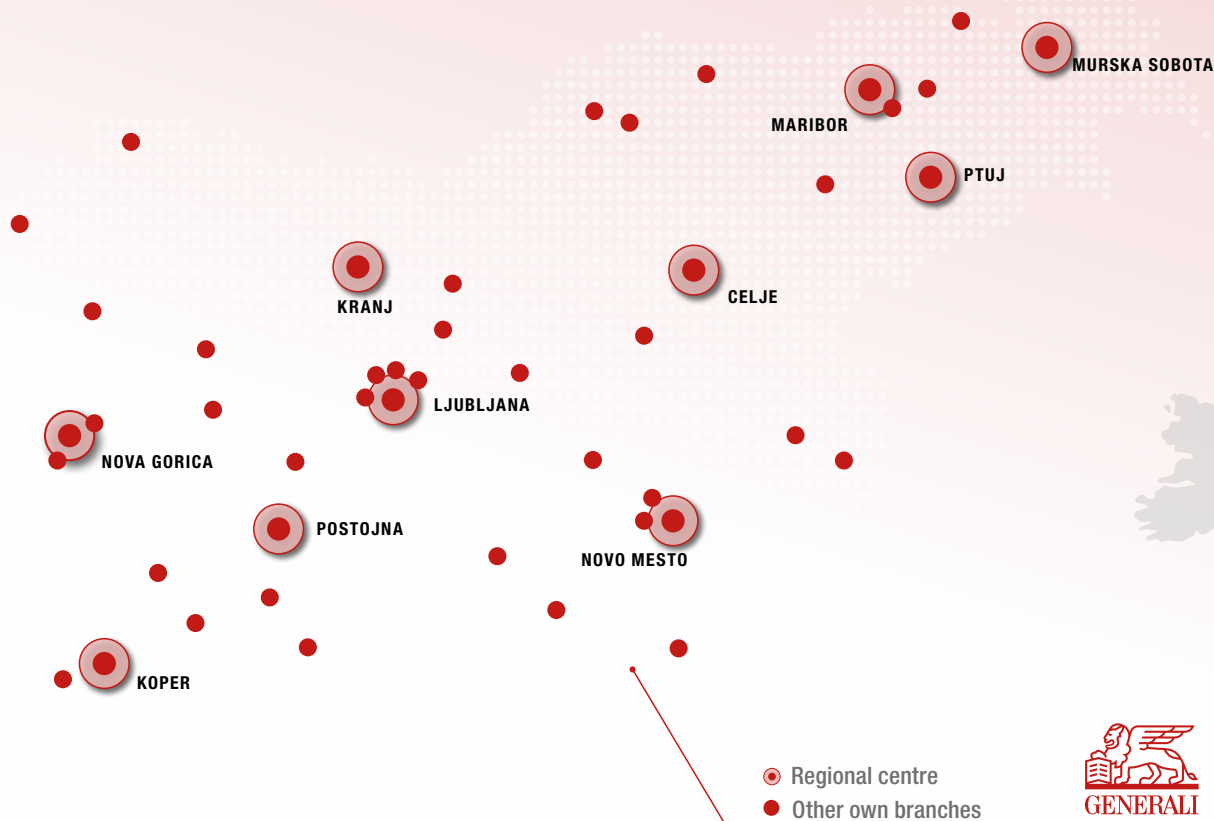 MURSKA SOBOTA
MARIBOR
PTUJ
CELJE
KRANJ
LJUBLJANA
NOVA GORICA
POSTOJNA
NOVO MESTO
KOPER
Regional centre
Other own branches
GENERALI